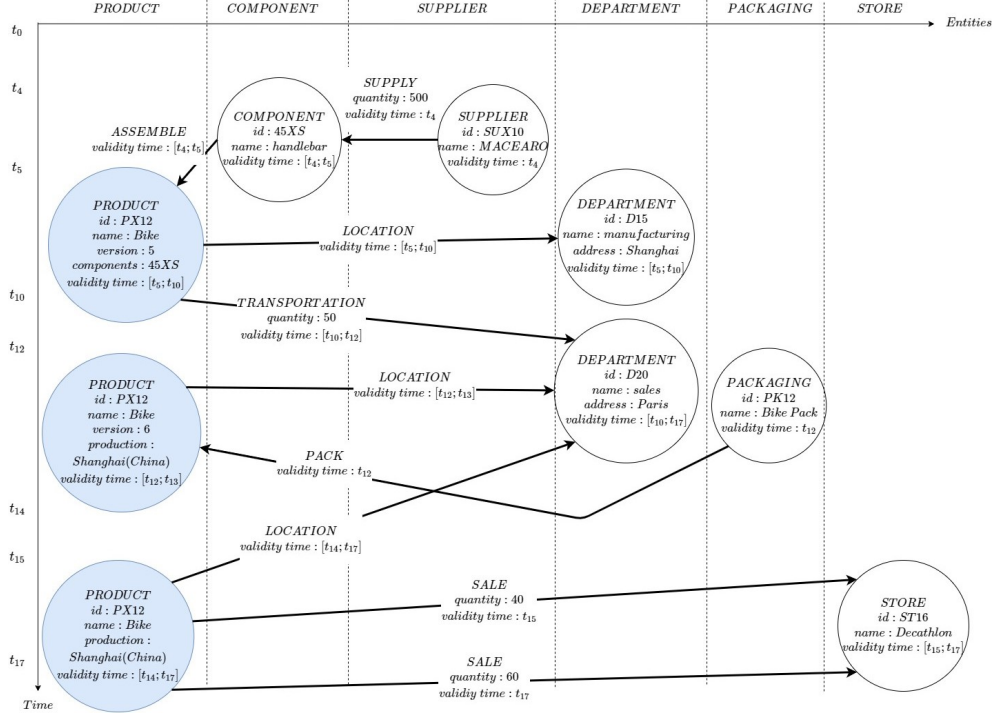 PRODUCT COMPONENT SUPPLIER DEPARTMENT PACKAGING STORE
Entities
t0
t4
SUPPLY
quantity : 500
validity time : t4
COMPONENT
id : 45XS
name : handlebar
validity time : [t4; t5]
SUPPLIER
id : SUX10
name : MACEARO
validity time : t4
ASSEMBLE
validity time : [t4; t5]
t5
PRODUCT
id : PX12
name : Bike
version : 5
components : 45XS
validity time : [t5; t10]
LOCATION
validity time : [t5; t10]
DEPARTMENT
id : D15
name : manufacturing
address : Shanghai
validity time : [t5; t10]
t10
TRANSPORTATION
quantity : 50
validity time : [t10; t12]
t12
PRODUCT
id : PX12
name : Bike
version : 6
production :
Shanghai(China)
validity time : [t12; t13]
LOCATION
validity time : [t12; t13]
DEPARTMENT
id : D20
name : sales
address : Paris
validity time : [t10; t17]
PACKAGING
id : PK12
name : Bike Pack
validity time : t12
PACK
validity time : t12
t14
LOCATION
validity time : [t14; t17]
t15
PRODUCT
id : PX12
name : Bike
production :
Shanghai(China)
validity time : [t14; t17]
SALE
quantity : 40
validity time : t15
STORE
id : ST16
name : Decathlon
validity time : [t15; t17]
t17
SALE
quantity : 60
validiy time : t17
Time